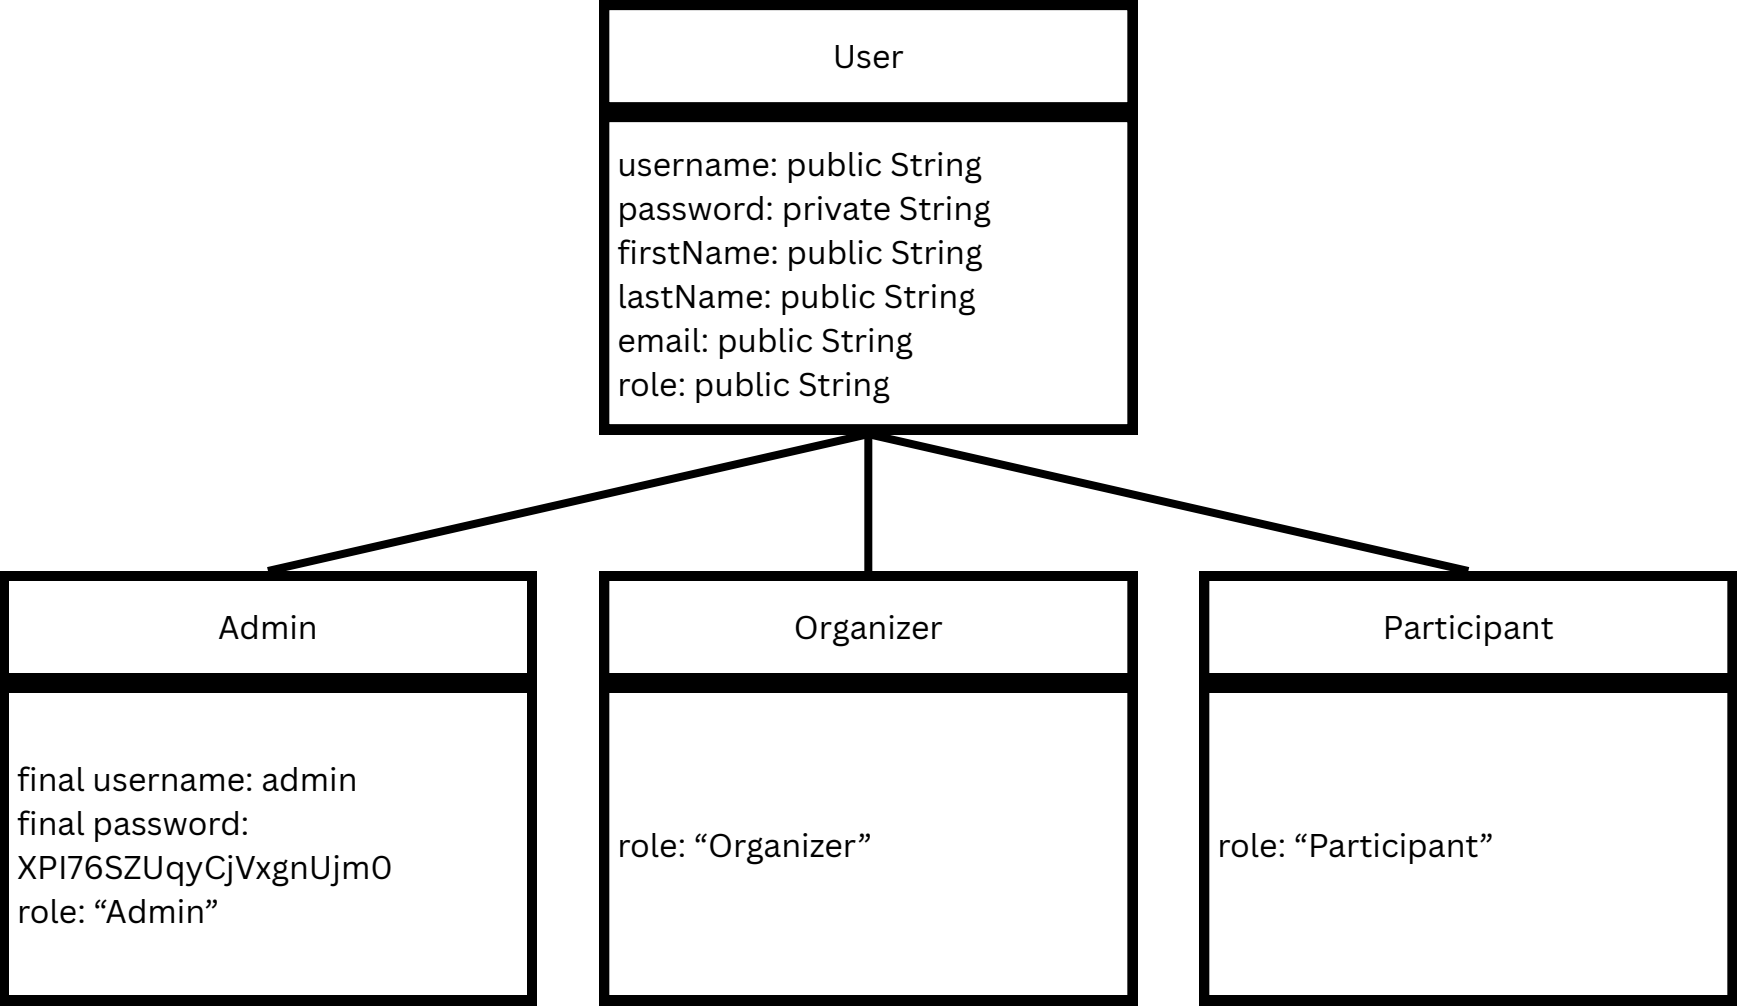 User
username: public String
password: private String
firstName: public String
lastName: public String
email: public String
role: public String
Admin
final username: admin
final password:
XPI76SZUqyCjVxgnUjm0
role: “Admin”
Organizer
role: “Organizer”
Participant
role: “Participant”